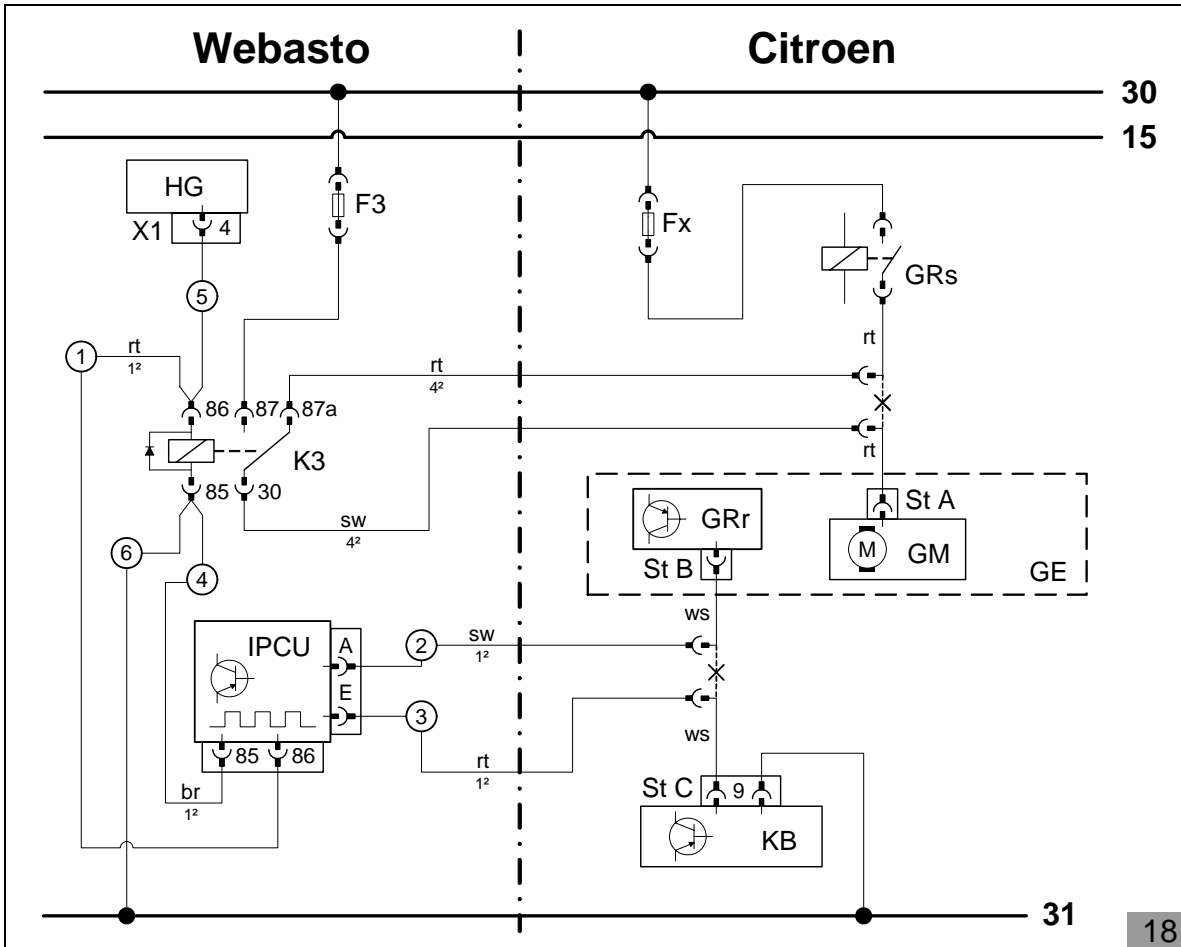 Webasto
Citroen
30
15
HG
X1 4
F3
Fx
GRs
5
1
rt
1²
rt
4²
rt
86 87 87a
K3
85 30
sw
4²
rt
6
4
GRr
St B
St A
M GM
GE
ws
IPCU
A
E
2
sw
1²
3
rt
1²
ws
85 86
br
1²
St C 9
KB
31
18